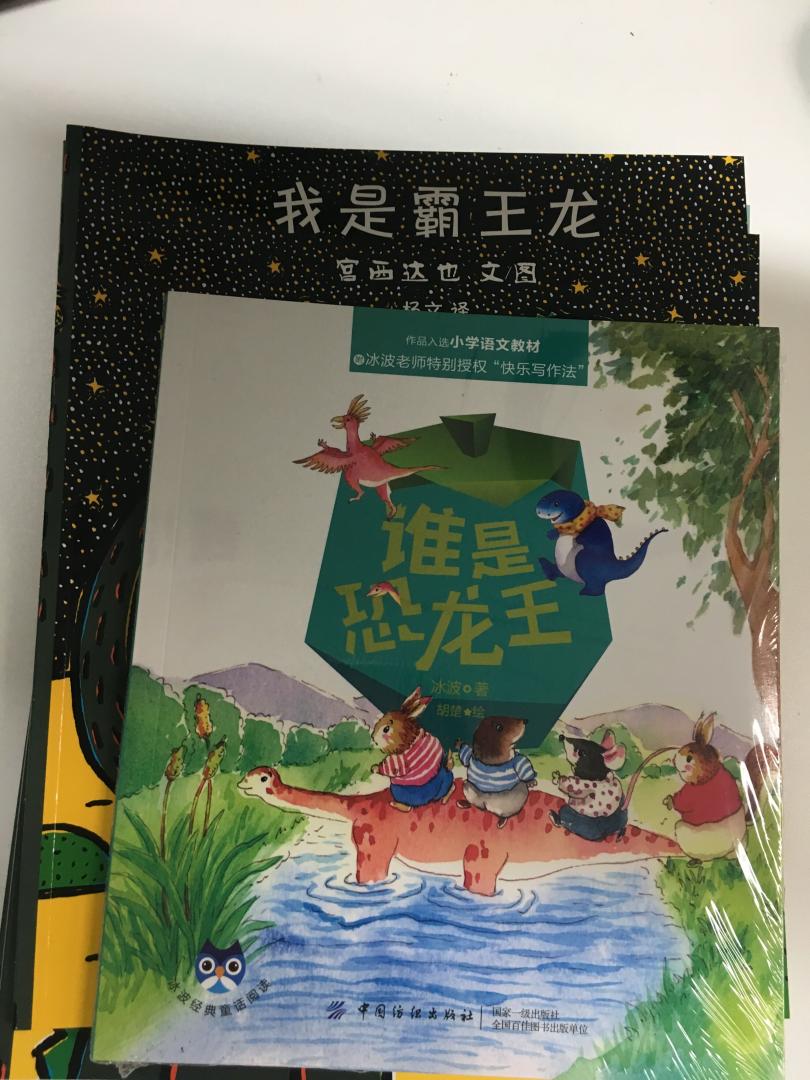 我是霸王龙
宫西达也 文/图
杨文 译
作品入选小学语文教材
附冰波老师特别授权“快乐写作法”
谁是
恐龙王
冰波 著
胡楚 绘
冰波经典童话阅读
中国纺织出版社
国家一级出版社
全国百佳图书出版单位